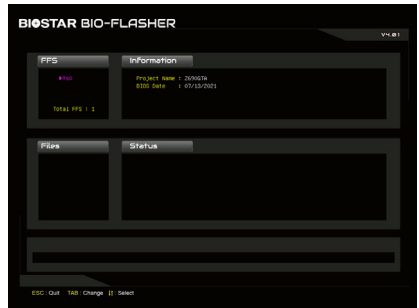 BIOSTAR BIO-FLASHER
V4.01
FFS
Information
▶fs0
Project Name : Z690GTA
BIOS Date : 07/13/2021
Total FFS : 1
Files
Status
ESC : Quit TAB : Change ↕ : Select